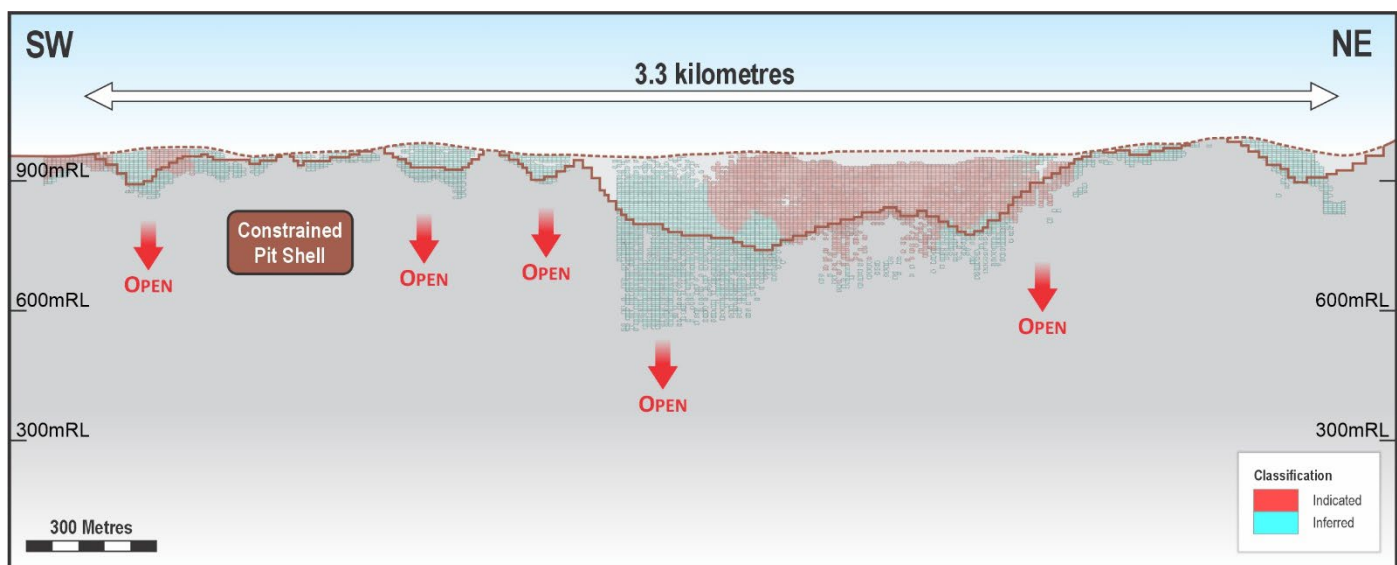 SW
NE
3.3 kilometres
900mRL
Constrained
Pit Shell
OPEN
OPEN
OPEN
600mRL
600mRL
OPEN
OPEN
300mRL
300mRL
Classification
Indicated
Inferred
300 Metres